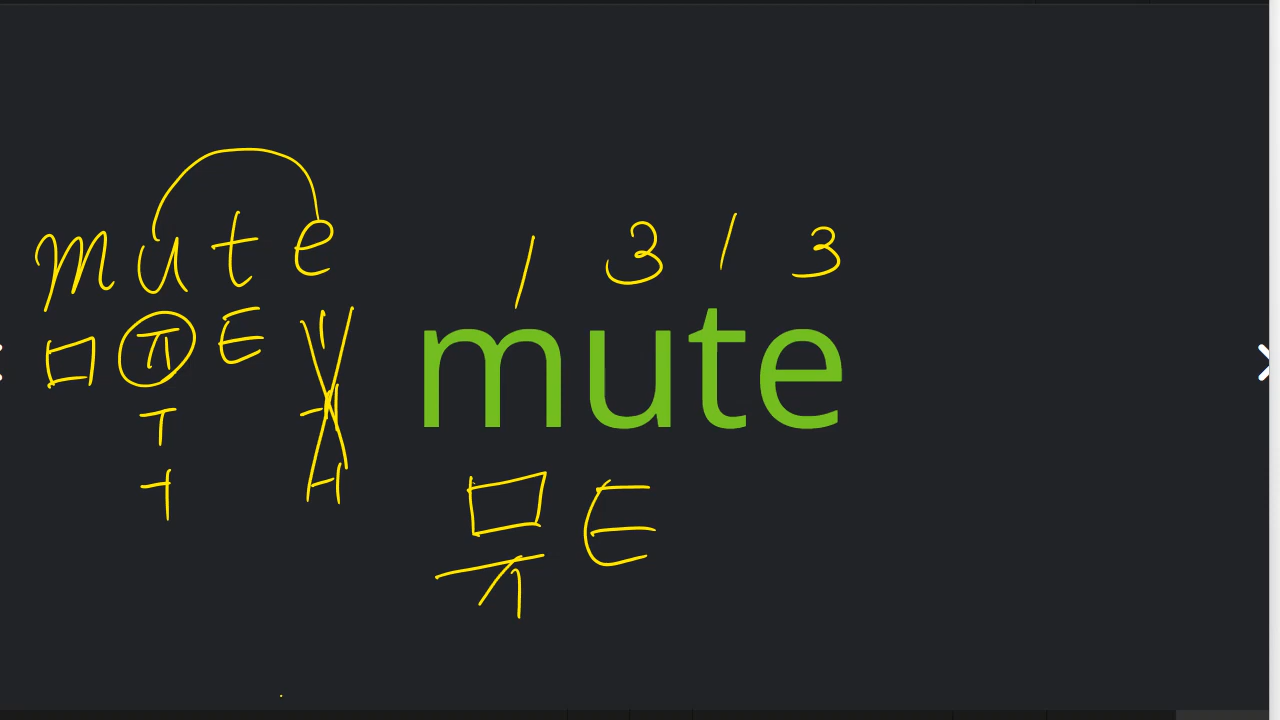 mute
1 3 1 3
ㅁ ㅠ ㅌ ㅣ
mute
ㅜ ㅓ
ㅓ ㅐ
ㅁ ㅌ
ㅠ